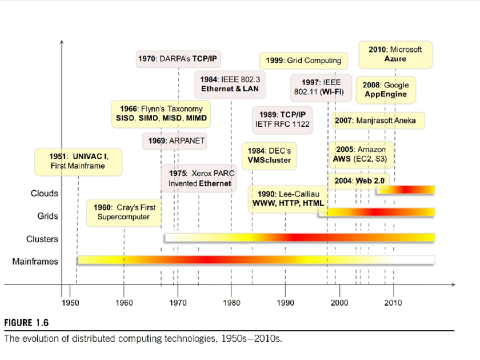 2010: Microsoft
Azure
1970: DARPA's TCP/IP
1999: Grid Computing
1984: IEEE 802.3
Ethernet & LAN
1997: IEEE
802.11 (Wi-Fi)
2008: Google
AppEngine
1966: Flynn's Taxonomy
SISD, SIMD, MISD, MIMD
1989: TCP/IP
IETF RFC 1122
2007: Manjrasoft Aneka
1969: ARPANET
1951: UNIVAC I,
First Mainframe
1984: DEC's
VMScluster
2005: Amazon
AWS (EC2, S3)
1975: Xerox PARC
Invented Ethernet
2004: Web 2.0
Clouds
1990: Lee-Calliau
WWW, HTTP, HTML
1960: Cray's First
Supercomputer
Grids
Clusters
Mainframes
1950 1960 1970 1980 1990 2000 2010
FIGURE 1.6
The evolution of distributed computing technologies, 1950s–2010s.